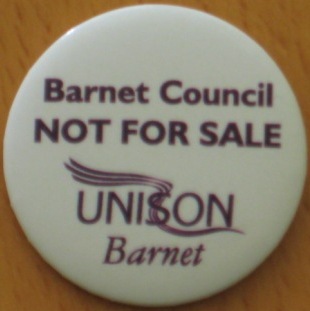 Barnet Council
NOT FOR SALE
UNISON
Barnet